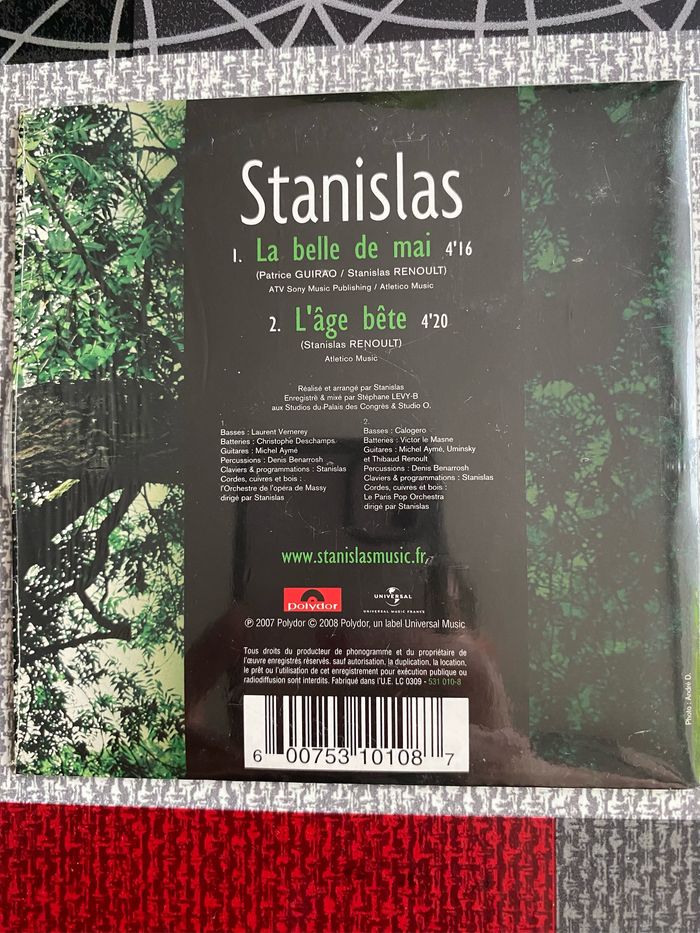 Stanislas
1. La belle de mai 4'16
(Patrice GUIRAO / Stanislas RENOULT)
ATV Sony Music Publishing / Atletico Music
2. L'âge bête 4'20
(Stanislas RENOULT)
Atletico Music
Réalisé et arrangé par Stanislas
Enregistré & mixé par Stéphane LEVY-B
aux Studios du Palais des Congrès & Studio O.
1.
Basses : Laurent Vernerey
Batteries : Christophe Deschamps
Guitares : Michel Aymé
Percussions : Denis Benarrosh
Claviers & programmations : Stanislas
Cordes, cuivres et bois :
l'Orchestre de l'opéra de Massy
dirigé par Stanislas
2.
Basses : Calogero
Batteries : Victor le Masne
Guitares : Michel Aymé, Uminsky
et Thibaud Renoult
Percussions : Denis Benarrosh
Claviers & programmations : Stanislas
Cordes, cuivres et bois :
Le Paris Pop Orchestra
dirigé par Stanislas
www.stanislasmusic.fr
polydor
UNIVERSAL
UNIVERSAL MUSIC FRANCE
℗ 2007 Polydor © 2008 Polydor, un label Universal Music
Tous droits du producteur de phonogramme et du propriétaire de
l'œuvre enregistrés réservés. sauf autorisation, la duplication, la location,
le prêt ou l'utilisation de cet enregistrement pour exécution publique ou
radiodiffusion sont interdits. Fabriqué dans l'U.E. LC 0309 - 531 010-8
6 00753 10108 7
Photo : André D.